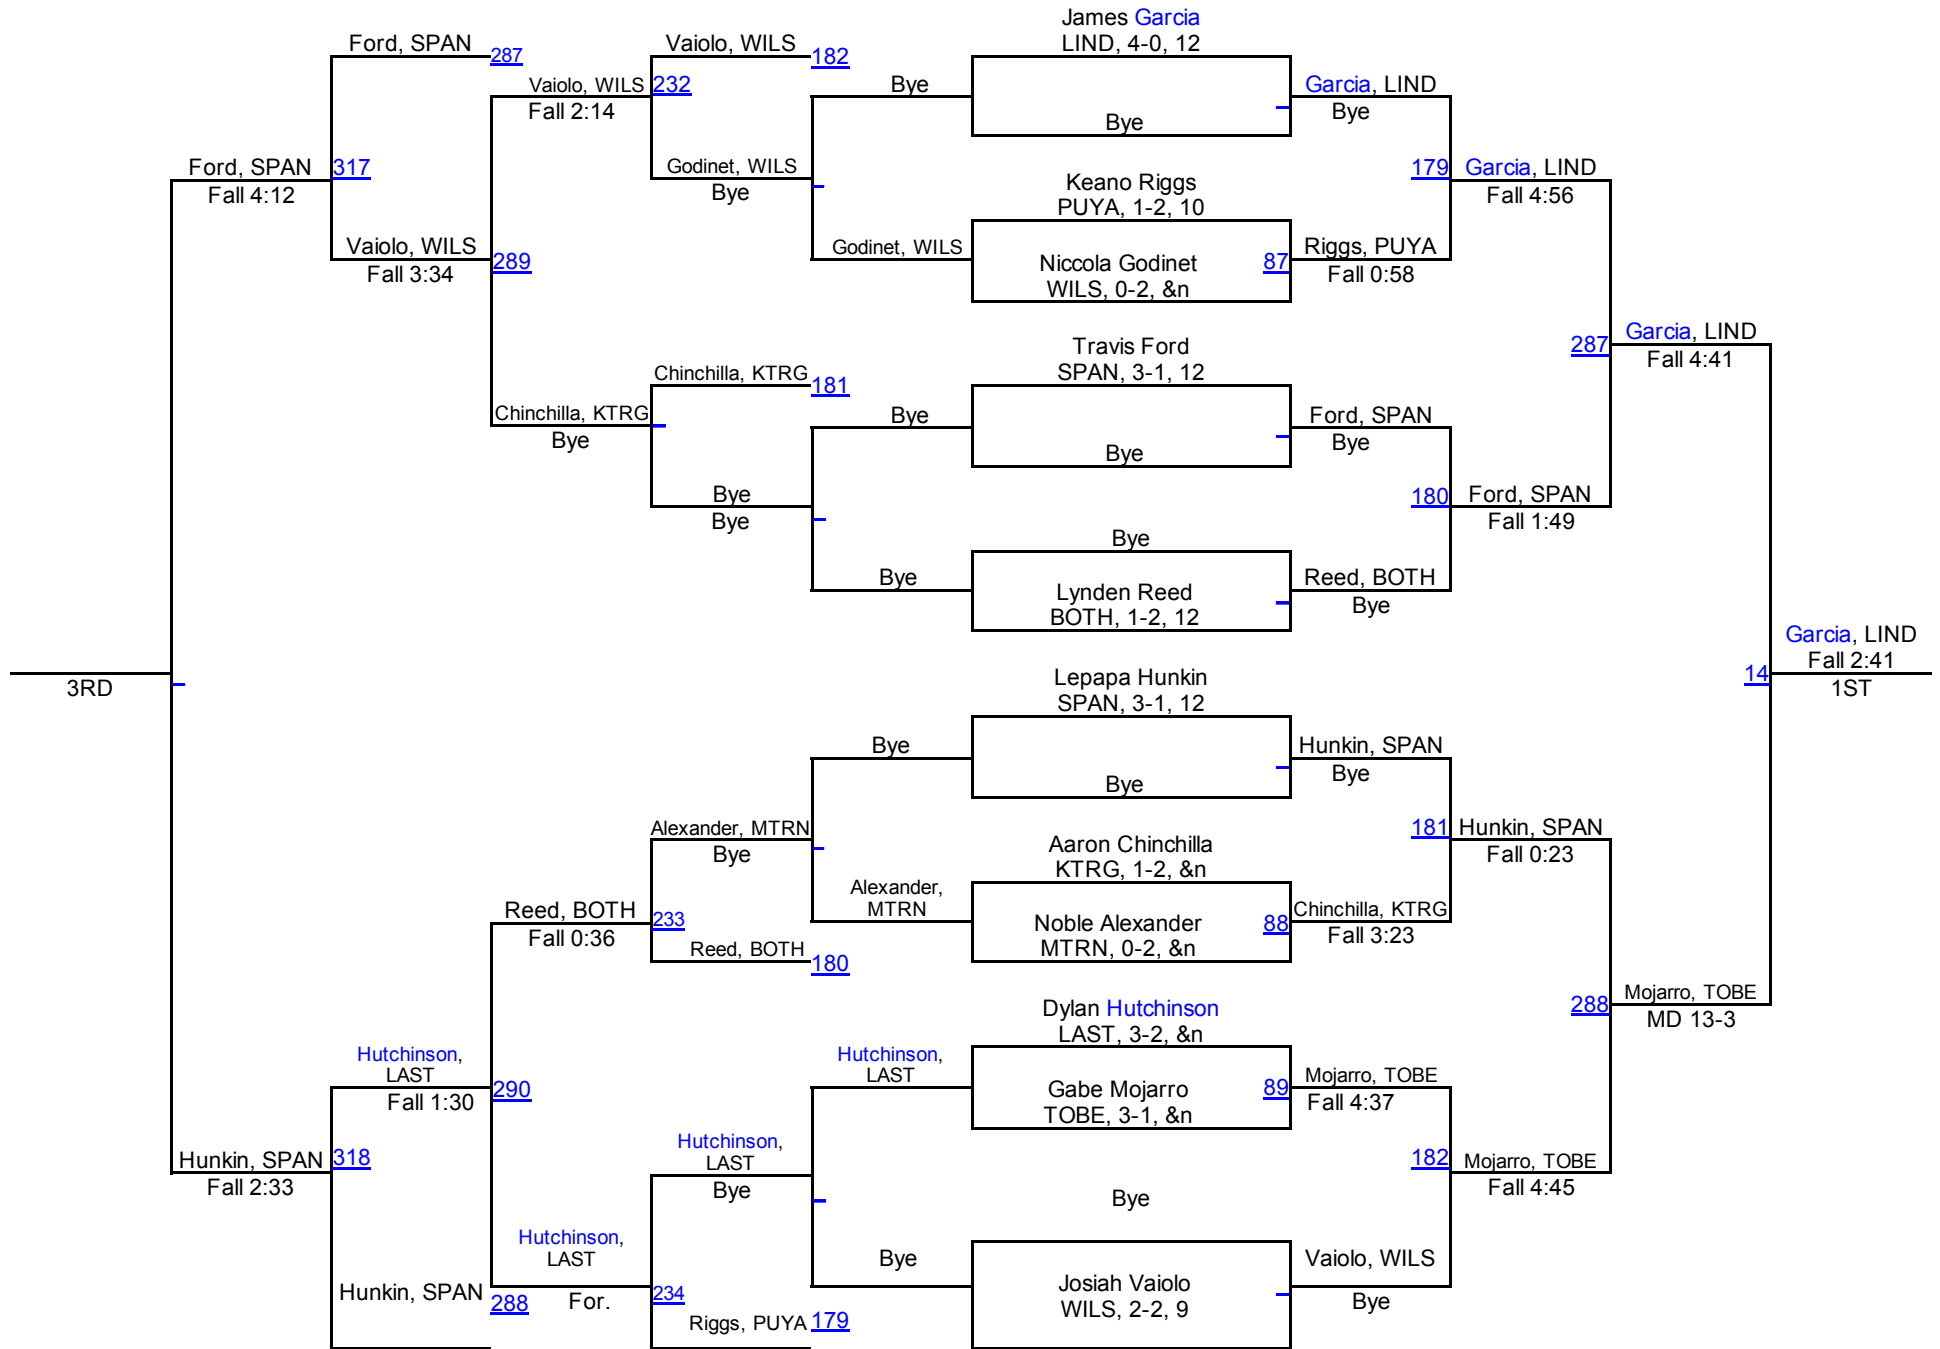 James Garcia
Ford, SPAN 287 Vaiolo, WILS 182 LIND, 4-0, 12
Vaiolo, WILS 232 Bye Garcia, LIND
Fall 2:14 Bye Bye
Ford, SPAN 317 Godinet, WILS 179 Garcia, LIND
Fall 4:12 Bye Keano Riggs Fall 4:56
PUYA, 1-2, 10
Vaiolo, WILS 289 Godinet, WILS Niccola Godinet 87 Riggs, PUYA
Fall 3:34 WILS, 0-2, &n Fall 0:58
Travis Ford 287 Garcia, LIND
Chinchilla, KTRG 181 SPAN, 3-1, 12 Fall 4:41
Chinchilla, KTRG Bye Ford, SPAN
Bye Bye Bye
Bye 180 Ford, SPAN
Bye Fall 1:49
Bye
Bye Lynden Reed Reed, BOTH
BOTH, 1-2, 12 Bye
Garcia, LIND
Fall 2:41
3RD Lepapa Hunkin 14 1ST
SPAN, 3-1, 12
Bye Hunkin, SPAN
Bye Bye
Alexander, MTRN 181 Hunkin, SPAN
Bye Aaron Chinchilla Fall 0:23
KTRG, 1-2, &n
Alexander,
MTRN
Reed, BOTH 233 Noble Alexander 88 Chinchilla, KTRG
Fall 0:36 MTRN, 0-2, &n Fall 3:23
Reed, BOTH 180
Dylan Hutchinson 288 Mojarro, TOBE
LAST, 3-2, &n MD 13-3
Hutchinson, Hutchinson,
LAST LAST
Fall 1:30 290 Gabe Mojarro 89 Mojarro, TOBE
TOBE, 3-1, &n Fall 4:37
Hutchinson,
LAST
Hunkin, SPAN 318 Bye 182 Mojarro, TOBE
Fall 2:33 Bye Fall 4:45
Hutchinson,
LAST Bye Vaiolo, WILS
Hunkin, SPAN 288 For. 234 Josiah Vaiolo Bye
Riggs, PUYA 179 WILS, 2-2, 9